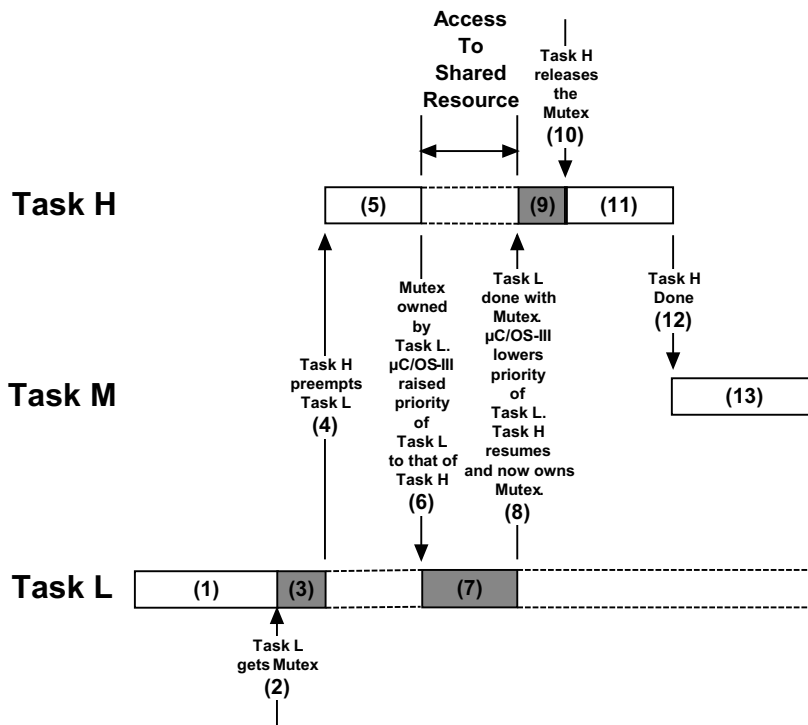 Access
To
Shared
Resource
Task H
releases
the
Mutex
(10)
Task H
(5)
(9)
(11)
Mutex
owned
by
Task L.
µC/OS-III
raised
priority
of
Task L
to that of
Task H
(6)
Task L
done with
Mutex.
µC/OS-III
lowers
priority
of
Task L.
Task H
resumes
and now owns
Mutex.
(8)
Task H
Done
(12)
Task H
preempts
Task L
(4)
Task M
(13)
Task L
(1)
(3)
(7)
Task L
gets Mutex
(2)